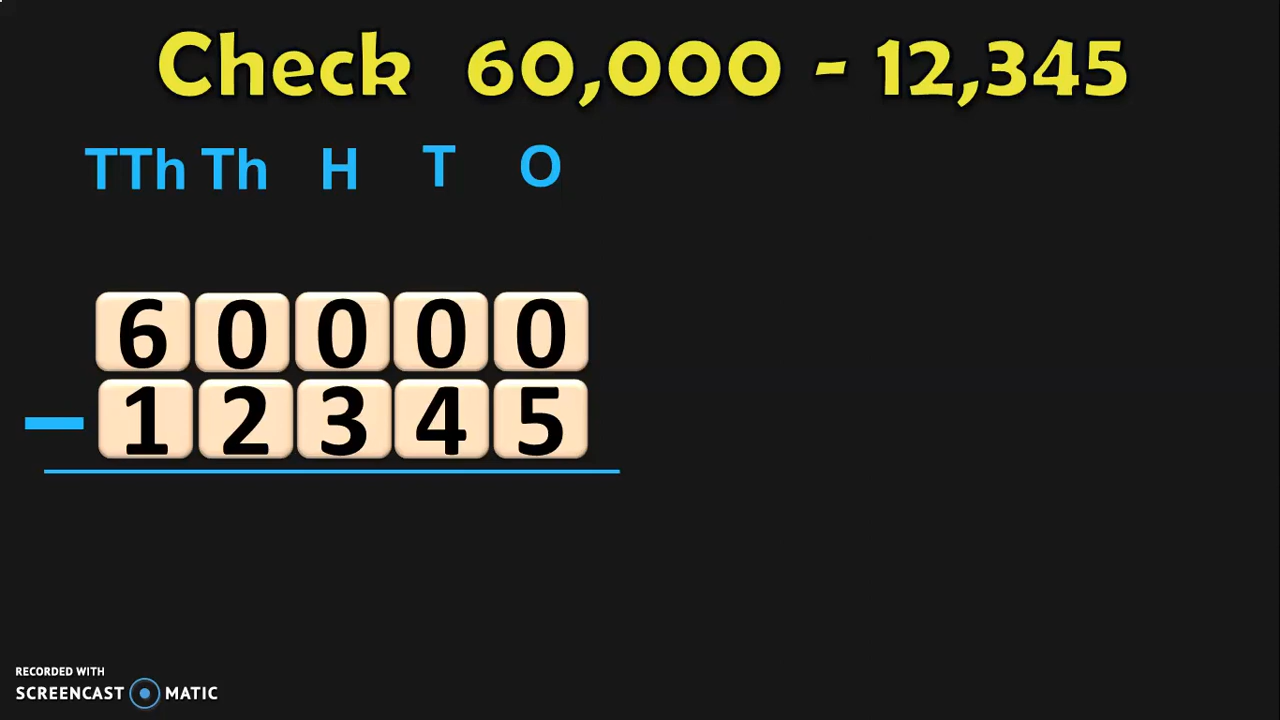 Check 60,000 - 12,345
TTh Th H T O
6 0 0 0 0
- 1 2 3 4 5
RECORDED WITH
SCREENCAST MATIC